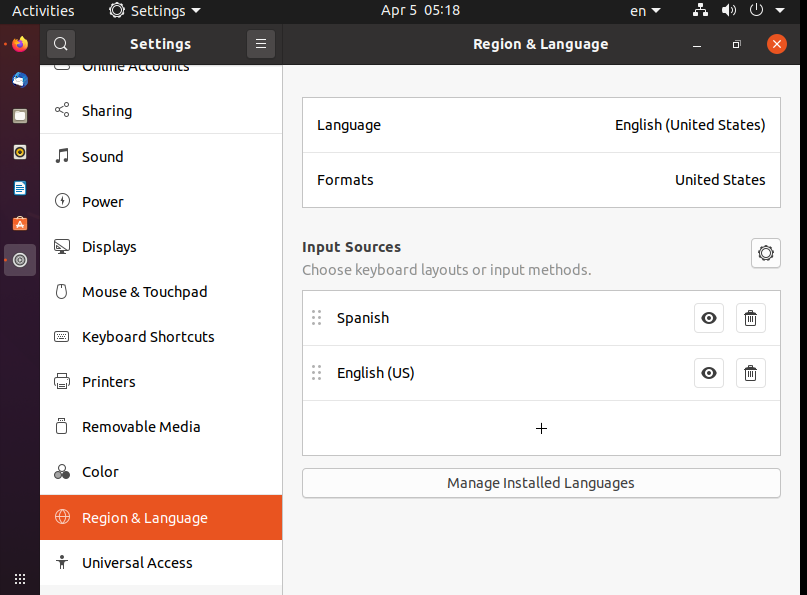 Activities Settings Apr 5 05:18 en
Settings Region & Language
Online Accounts
Sharing
Sound
Power
Displays
Mouse & Touchpad
Keyboard Shortcuts
Printers
Removable Media
Color
Region & Language
Universal Access
Language English (United States)
Formats United States
Input Sources
Choose keyboard layouts or input methods.
Spanish
English (US)
Manage Installed Languages